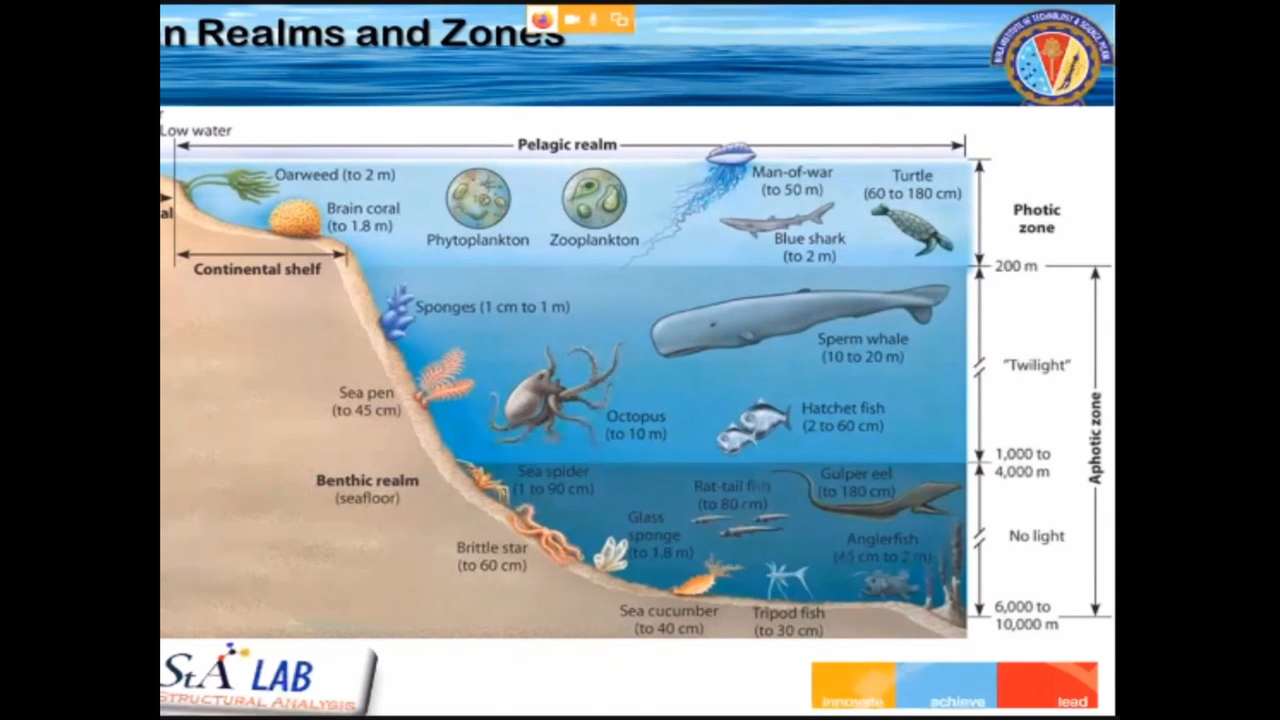 n Realms and Zones
Low water
Pelagic realm
Oarweed (to 2 m)
Brain coral
(to 1.8 m)
Phytoplankton
Zooplankton
Man-of-war
(to 50 m)
Turtle
(60 to 180 cm)
Blue shark
(to 2 m)
Photic
zone
al
Continental shelf
200 m
Sponges (1 cm to 1 m)
Sperm whale
(10 to 20 m)
"Twilight"
Sea pen
(to 45 cm)
Octopus
(to 10 m)
Hatchet fish
(2 to 60 cm)
Aphotic zone
1,000 to
4,000 m
Benthic realm
(seafloor)
Sea spider
(1 to 90 cm)
Rat-tail fish
(to 80 cm)
Gulper eel
(to 180 cm)
Glass
sponge
(to 1.8 m)
Brittle star
(to 60 cm)
Anglerfish
(45 cm to 2 m)
No light
Sea cucumber
(to 40 cm)
Tripod fish
(to 30 cm)
6,000 to
10,000 m
StA LAB
STRUCTURAL ANALYSIS
innovate achieve lead